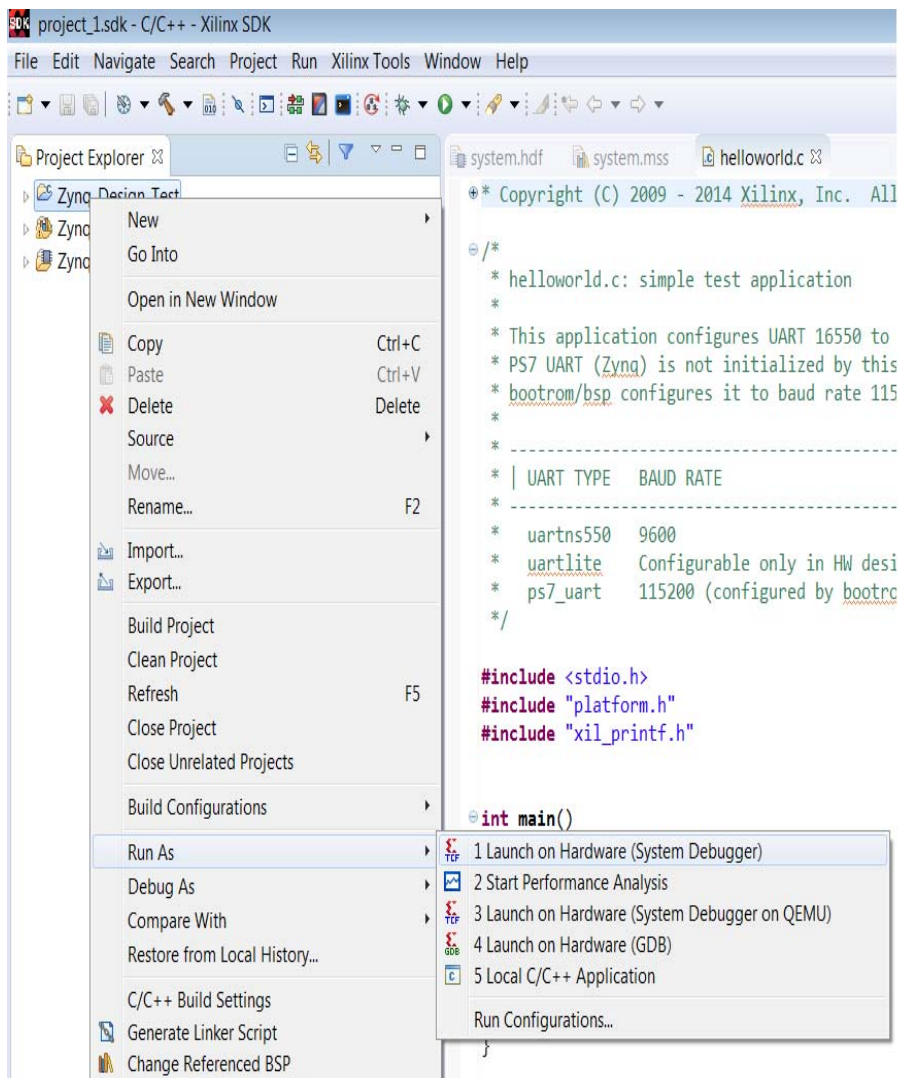 SDK project_1.sdk - C/C++ - Xilinx SDK
File Edit Navigate Search Project Run Xilinx Tools Window Help
Project Explorer
system.hdf system.mss helloworld.c
Zynq_Design_Test
Zynq
Zynq
New
Go Into
Open in New Window
Copy Ctrl+C
Paste Ctrl+V
Delete Delete
Source
Move...
Rename... F2
Import...
Export...
Build Project
Clean Project
Refresh F5
Close Project
Close Unrelated Projects
Build Configurations
Run As
Debug As
Compare With
Restore from Local History...
C/C++ Build Settings
Generate Linker Script
Change Referenced BSP
* Copyright (C) 2009 - 2014 Xilinx, Inc. All
/*
* helloworld.c: simple test application
*
* This application configures UART 16550 to
* PS7 UART (Zynq) is not initialized by this
* bootrom/bsp configures it to baud rate 115
*
* ------------------------------------------
* | UART TYPE BAUD RATE
* ------------------------------------------
* uartns550 9600
* uartlite Configurable only in HW desi
* ps7_uart 115200 (configured by bootro
*/
#include <stdio.h>
#include "platform.h"
#include "xil_printf.h"
int main()
TCF 1 Launch on Hardware (System Debugger)
2 Start Performance Analysis
TCF 3 Launch on Hardware (System Debugger on QEMU)
GDB 4 Launch on Hardware (GDB)
c 5 Local C/C++ Application
Run Configurations...
}